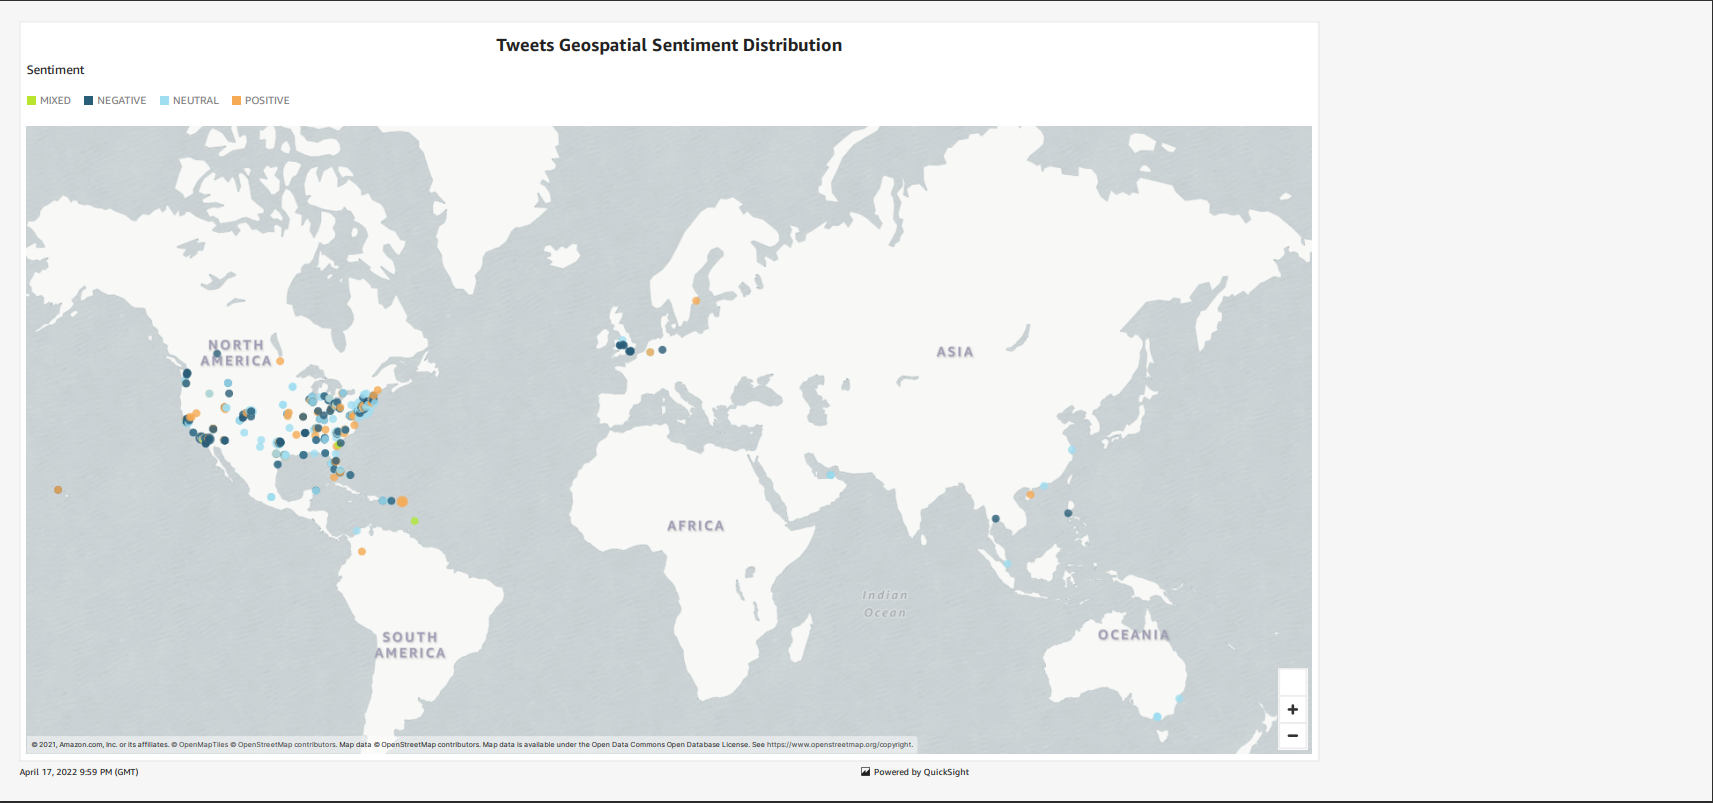 Tweets Geospatial Sentiment Distribution
Sentiment
MIXED NEGATIVE NEUTRAL POSITIVE
NORTH
AMERICA
ASIA
AFRICA
Indian
Ocean
SOUTH
AMERICA
OCEANIA
+
−
© 2021, Amazon.com, Inc. or its affiliates. © OpenMapTiles © OpenStreetMap contributors. Map data © OpenStreetMap contributors. Map data is available under the Open Data Commons Open Database License. See https://www.openstreetmap.org/copyright.
April 17, 2022 9:59 PM (GMT)
Powered by QuickSight